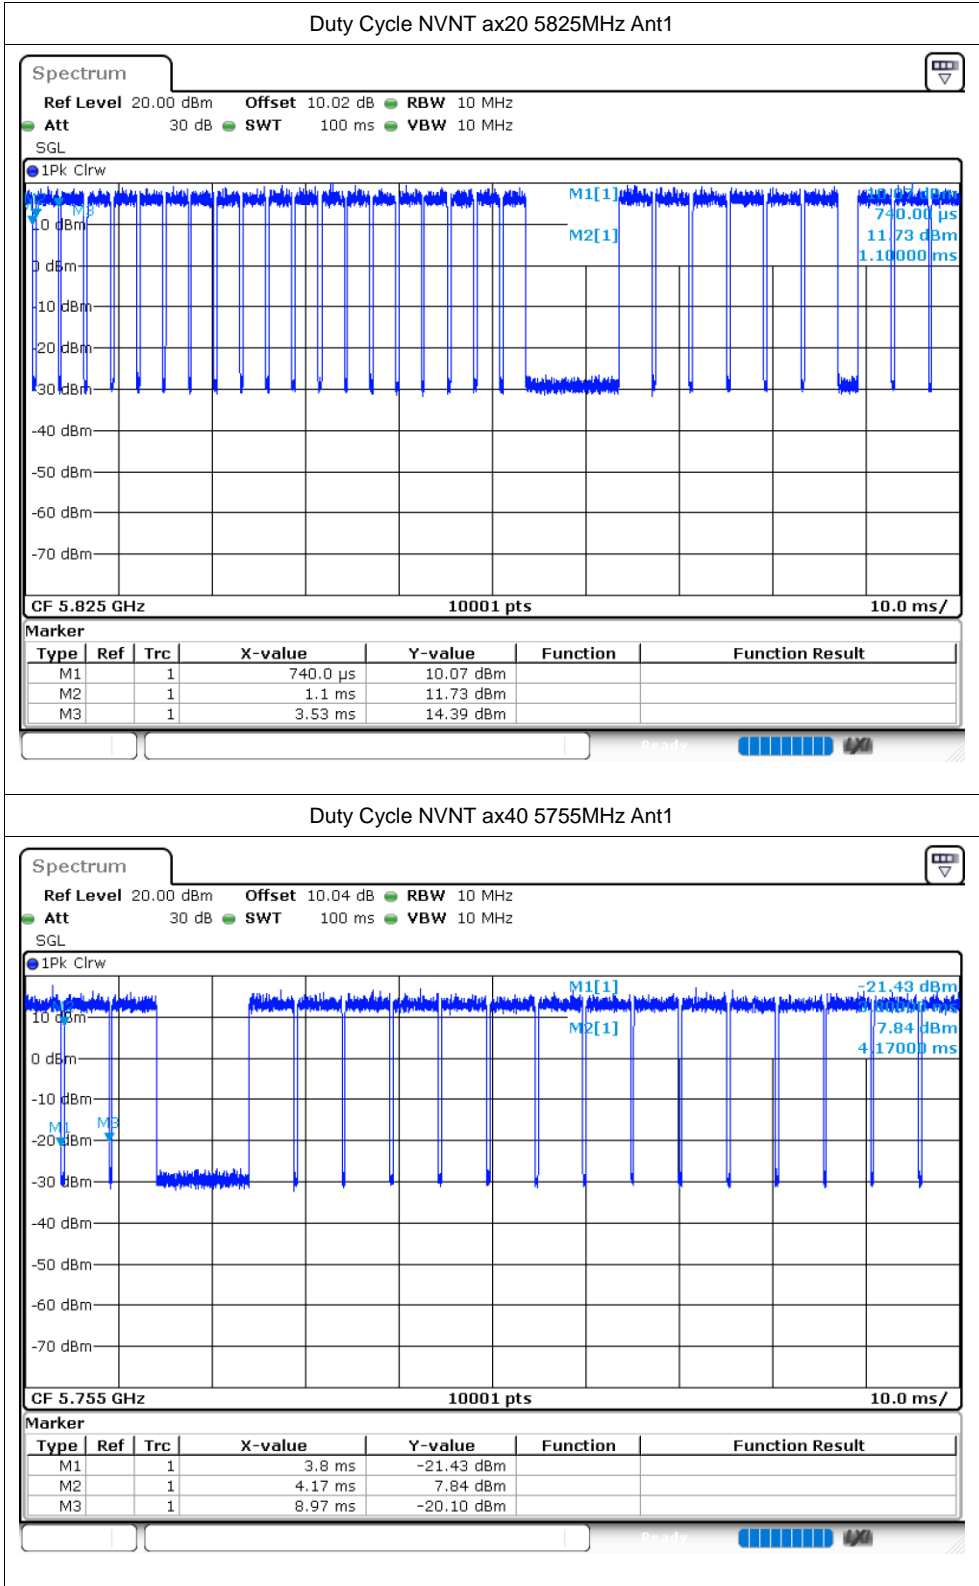 Duty Cycle NVNT ax20 5825MHz Ant1
Spectrum
Ref Level 20.00 dBm Offset 10.02 dB RBW 10 MHz
Att 30 dB SWT 100 ms VBW 10 MHz
SGL
1Pk Clrw
M1[1] 10.07 dBm
740.00 µs
M2[1] 11.73 dBm
1.10000 ms
M3
10 dBm
0 dBm
-10 dBm
-20 dBm
-30 dBm
-40 dBm
-50 dBm
-60 dBm
-70 dBm
CF 5.825 GHz 10001 pts 10.0 ms/
Marker
Type Ref Trc X-value Y-value Function Function Result
M1 1 740.0 µs 10.07 dBm
M2 1 1.1 ms 11.73 dBm
M3 1 3.53 ms 14.39 dBm
Ready
Duty Cycle NVNT ax40 5755MHz Ant1
Spectrum
Ref Level 20.00 dBm Offset 10.04 dB RBW 10 MHz
Att 30 dB SWT 100 ms VBW 10 MHz
SGL
1Pk Clrw
M1[1] -21.43 dBm
M2[1] 7.84 dBm
4.17000 ms
M2
10 dBm
0 dBm
-10 dBm
M1 M3
-20 dBm
-30 dBm
-40 dBm
-50 dBm
-60 dBm
-70 dBm
CF 5.755 GHz 10001 pts 10.0 ms/
Marker
Type Ref Trc X-value Y-value Function Function Result
M1 1 3.8 ms -21.43 dBm
M2 1 4.17 ms 7.84 dBm
M3 1 8.97 ms -20.10 dBm
Ready